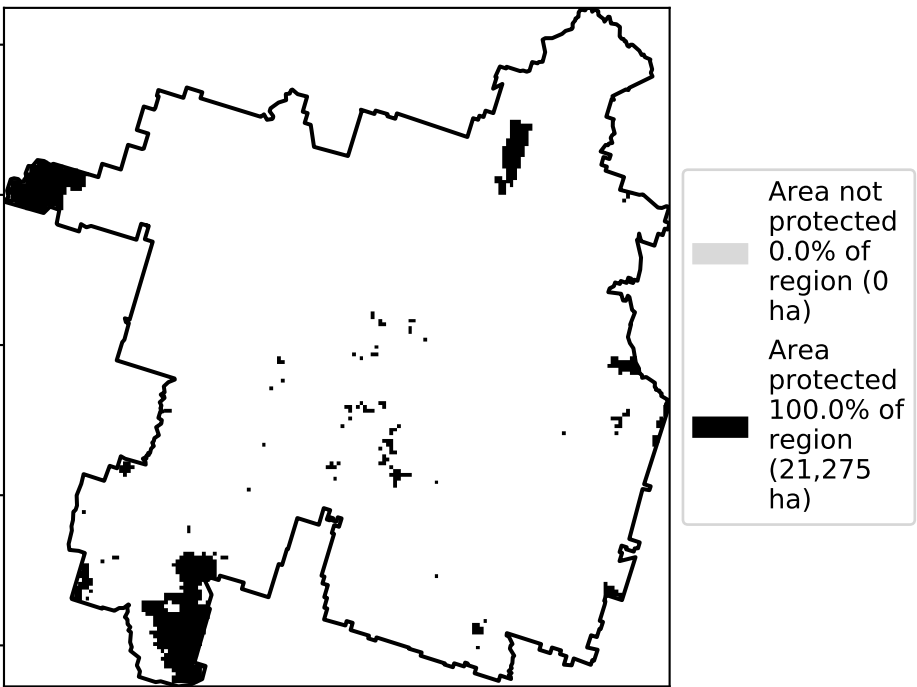 Area not
protected
0.0% of
region (0
ha)
Area
protected
100.0% of
region
(21,275
ha)